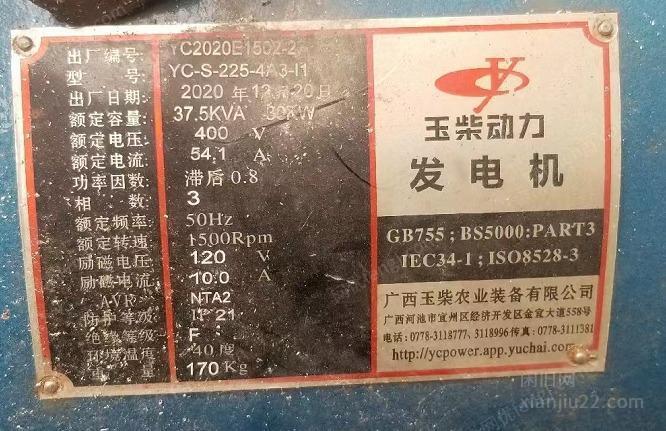 出厂编号: YC2020E1502-2
型 号: YC-S-225-4A3-I1
出厂日期: 2020 年 12月20日
额定容量: 37.5KVA 30KW
额定电压: 400 V
额定电流: 54.1 A
功率因数: 滞后 0.8
相 数: 3
额定频率: 50Hz
额定转速: 1500Rpm
励磁电压: 120 V
励磁电流: 10.0 A
AVR: NTA2
防护等级 IP 21
绝缘等级 F
环境温度 40 度
重 量 170 Kg
玉柴动力
发电机
GB755；BS5000:PART3
IEC34-1；ISO8528-3
广西玉柴农业装备有限公司
广西河池市宜州区经济开发区金宜大道558号
电话: 0778-3118777、3118996 传真: 0778-3111381
http://ycpower.app.yuchai.com/
闲旧网
xianjiu22.com